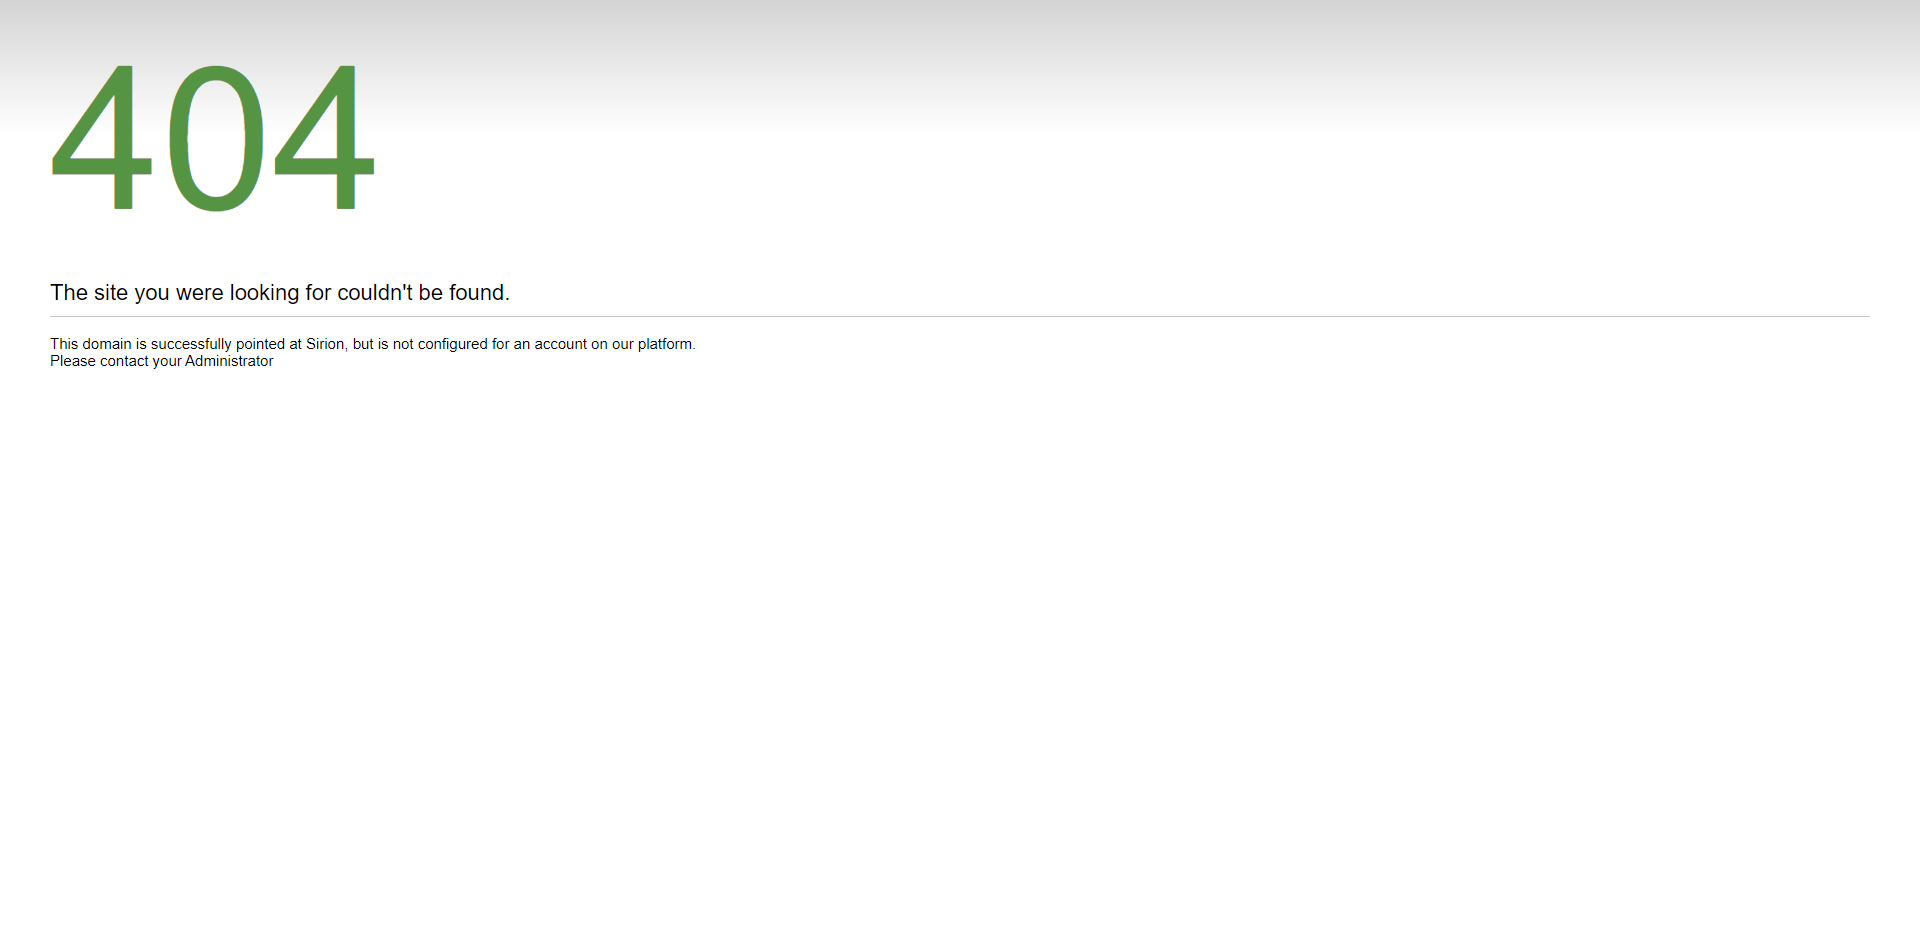 404
The site you were looking for couldn't be found.
This domain is successfully pointed at Sirion, but is not configured for an account on our platform.
Please contact your Administrator